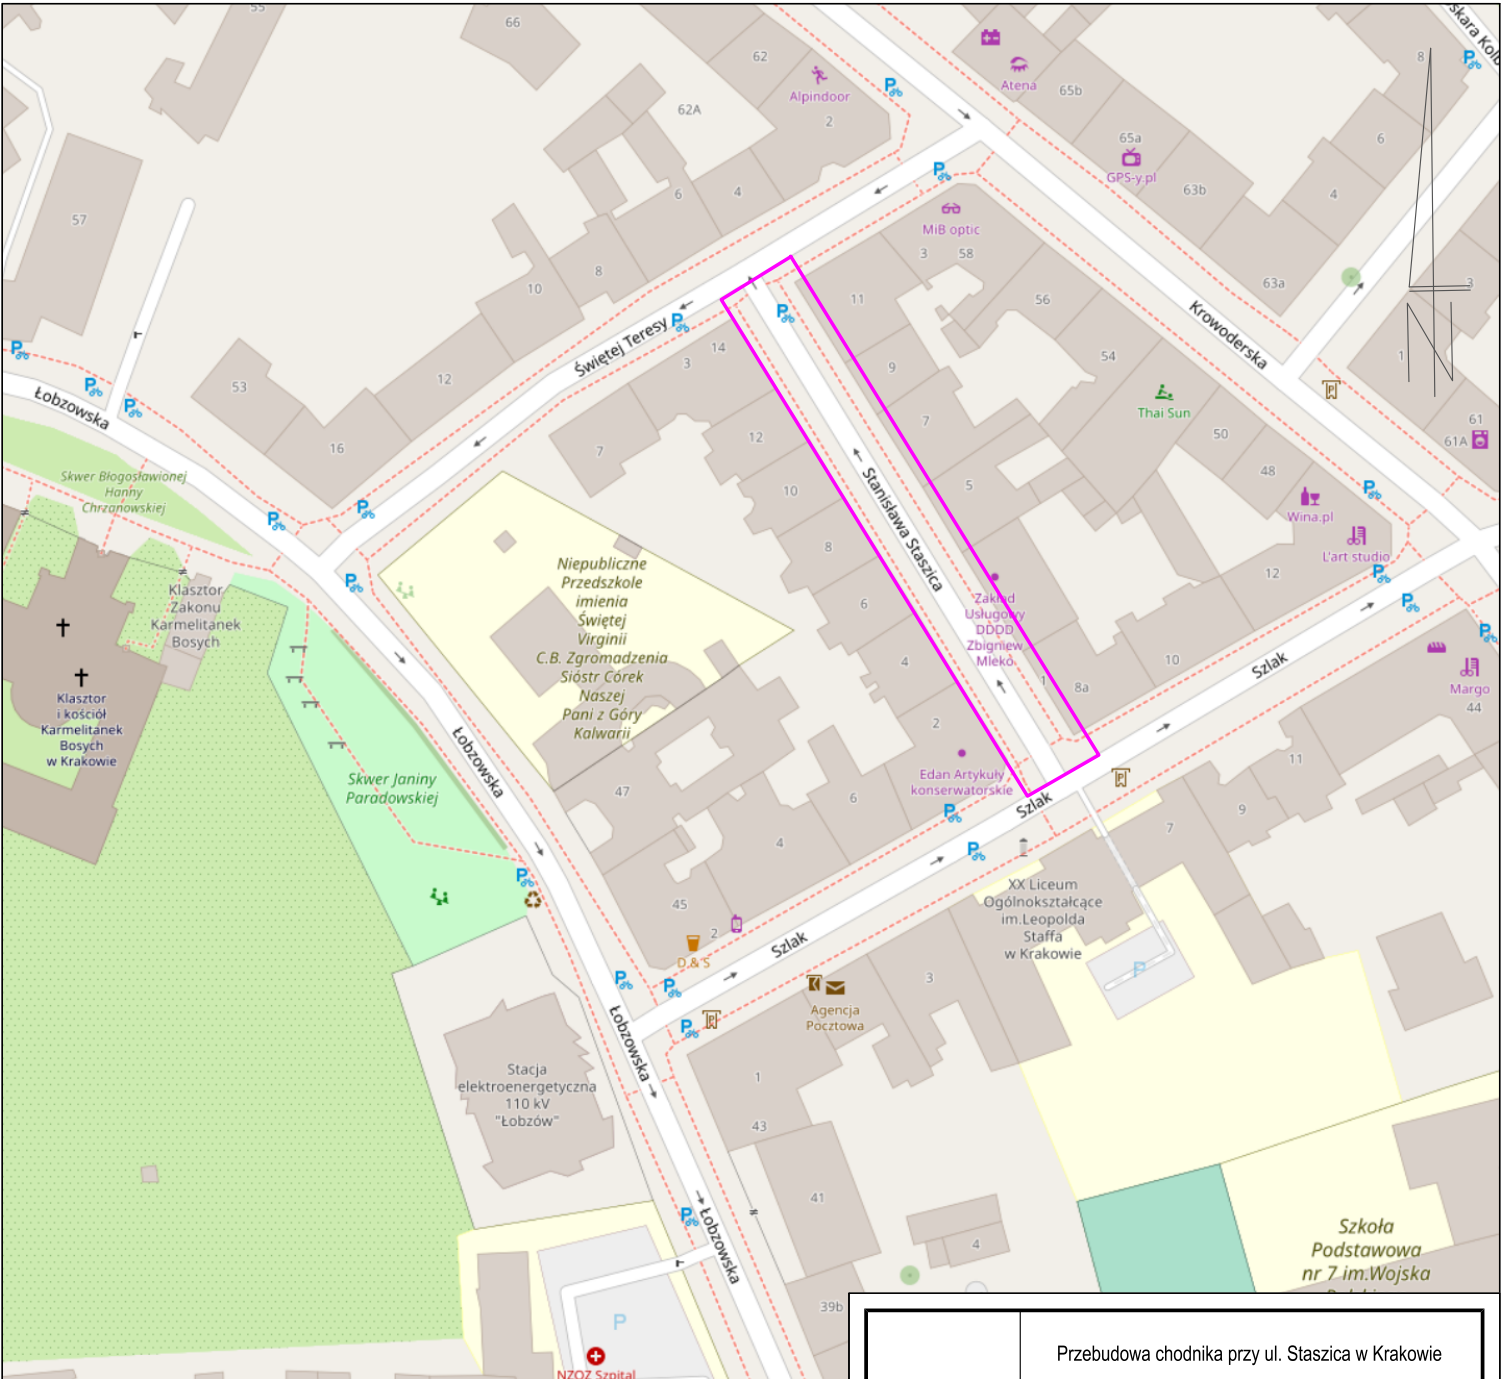 55
66
62
Alpindoor
2
62A
Atena
65b
65a
GPS-y.pl
63b
8
6
4
57
6
4
MiB optic
3
58
56
63a
3
8
10
11
Krowoderska
1
Świętej Teresy
14
3
9
54
53
12
Łobzowska
Thai Sun
61
61A
7
12
7
50
16
48
Skwer Błogosławionej
Hanny
Chrzanowskiej
10
5
Wina.pl
Stanisława Staszica
8
L'art studio
Niepubliczne
Przedszkole
imienia
Świętej
Virginii
C.B. Zgromadzenia
Sióstr Córek
Naszej
Pani z Góry
Kalwarii
Klasztor
Zakonu
Karmelitanek
Bosych
12
6
Zakład
Usługowy
DDDD
Zbigniew
Mleko
4
10
Szlak
1
8a
Margo
44
Klasztor
i kościół
Karmelitanek
Bosych
w Krakowie
2
Łobzowska
11
Skwer Janiny
Paradowskiej
Edan Artykuły
konserwatorskie
47
6
Szlak
9
7
4
XX Liceum
Ogólnokształcące
im.Leopolda
Staffa
w Krakowie
45
2
Szlak
D&S
P
3
Agencja
Pocztowa
Łobzowska
Stacja
elektroenergetyczna
110 kV
"Łobzów"
1
43
41
Łobzowska
4
Szkoła
Podstawowa
nr 7 im.Wojska
39b
P
NZOZ Szpital
Przebudowa chodnika przy ul. Staszica w Krakowie